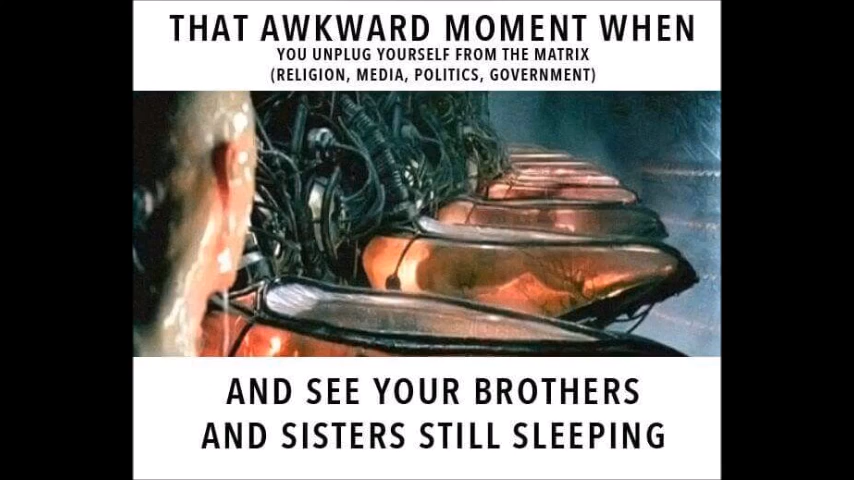 THAT AWKWARD MOMENT WHEN
YOU UNPLUG YOURSELF FROM THE MATRIX
(RELIGION, MEDIA, POLITICS, GOVERNMENT)
AND SEE YOUR BROTHERS
AND SISTERS STILL SLEEPING